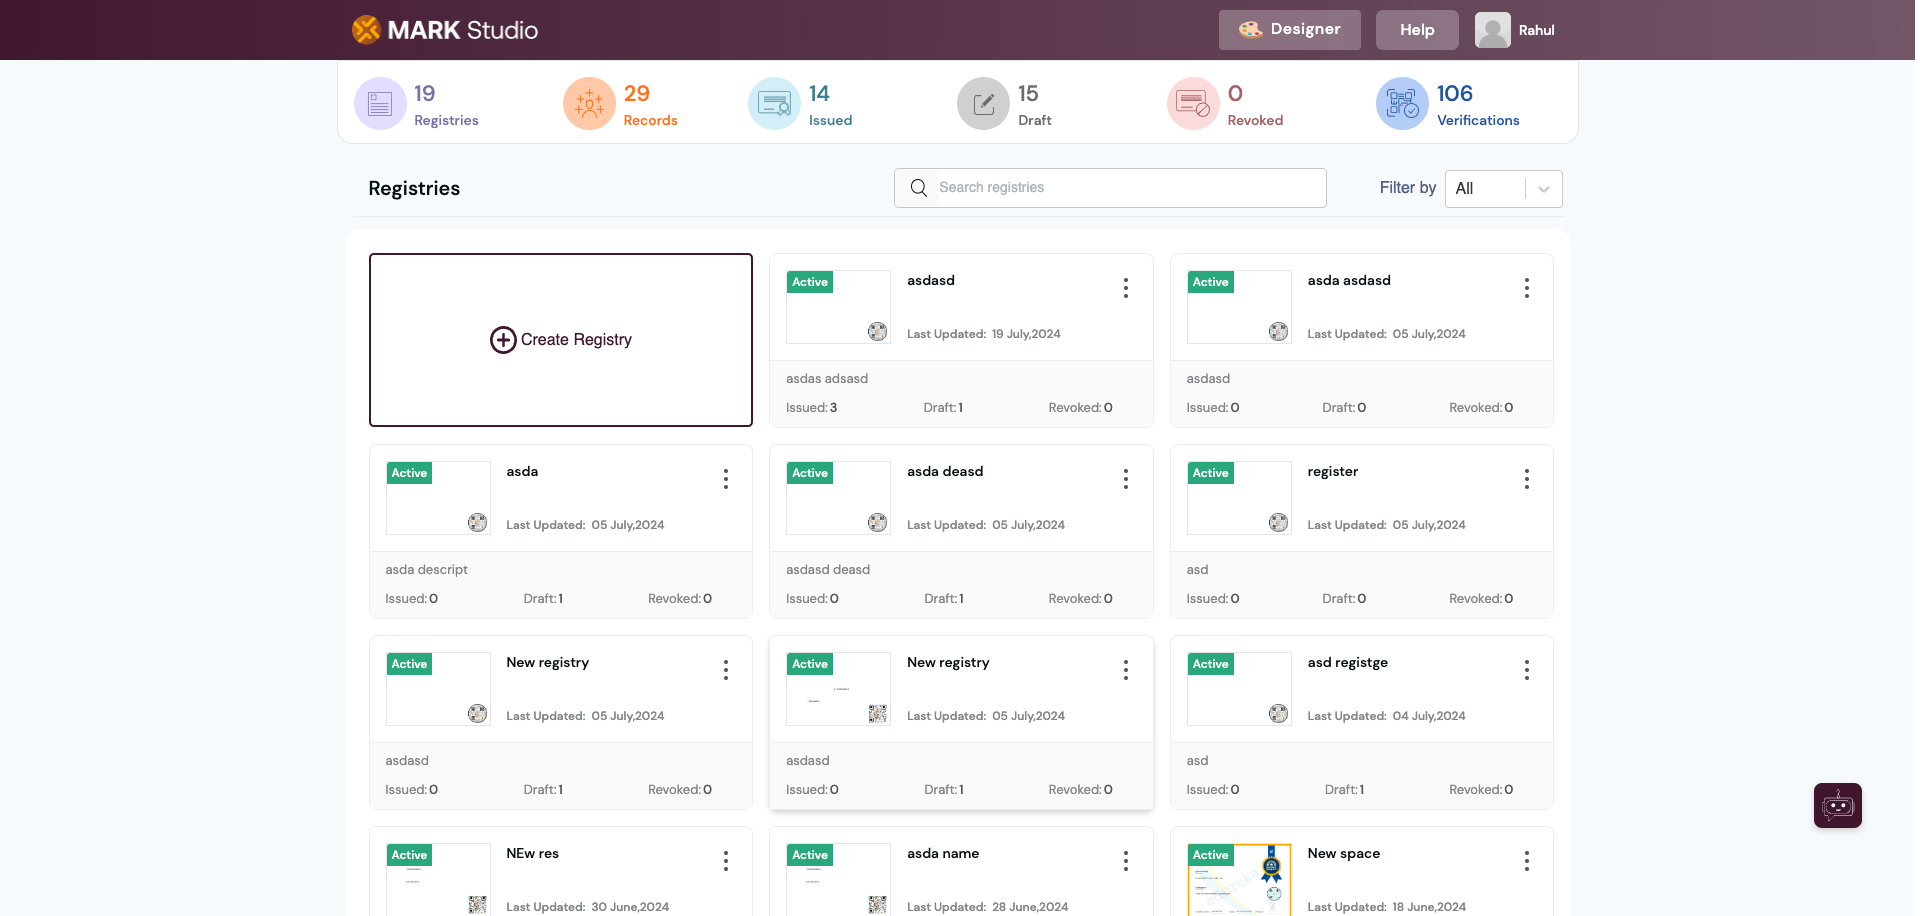 MARK Studio
Designer
Help
Rahul
19
Registries
29
Records
14
Issued
15
Draft
0
Revoked
106
Verifications
Registries
Search registries
Filter by
All
Create Registry
Active
asdasd
Last Updated: 19 July,2024
asdas adsasd
Issued: 3 Draft: 1 Revoked: 0
Active
asda asdasd
Last Updated: 05 July,2024
asdasd
Issued: 0 Draft: 0 Revoked: 0
Active
asda
Last Updated: 05 July,2024
asda descript
Issued: 0 Draft: 1 Revoked: 0
Active
asda deasd
Last Updated: 05 July,2024
asdasd deasd
Issued: 0 Draft: 1 Revoked: 0
Active
register
Last Updated: 05 July,2024
asd
Issued: 0 Draft: 0 Revoked: 0
Active
New registry
Last Updated: 05 July,2024
asdasd
Issued: 0 Draft: 1 Revoked: 0
Active
New registry
Last Updated: 05 July,2024
asdasd
Issued: 0 Draft: 1 Revoked: 0
Active
asd registge
Last Updated: 04 July,2024
asd
Issued: 0 Draft: 1 Revoked: 0
Active
NEw res
Last Updated: 30 June,2024
Active
asda name
Last Updated: 28 June,2024
Active
New space
Last Updated: 18 June,2024